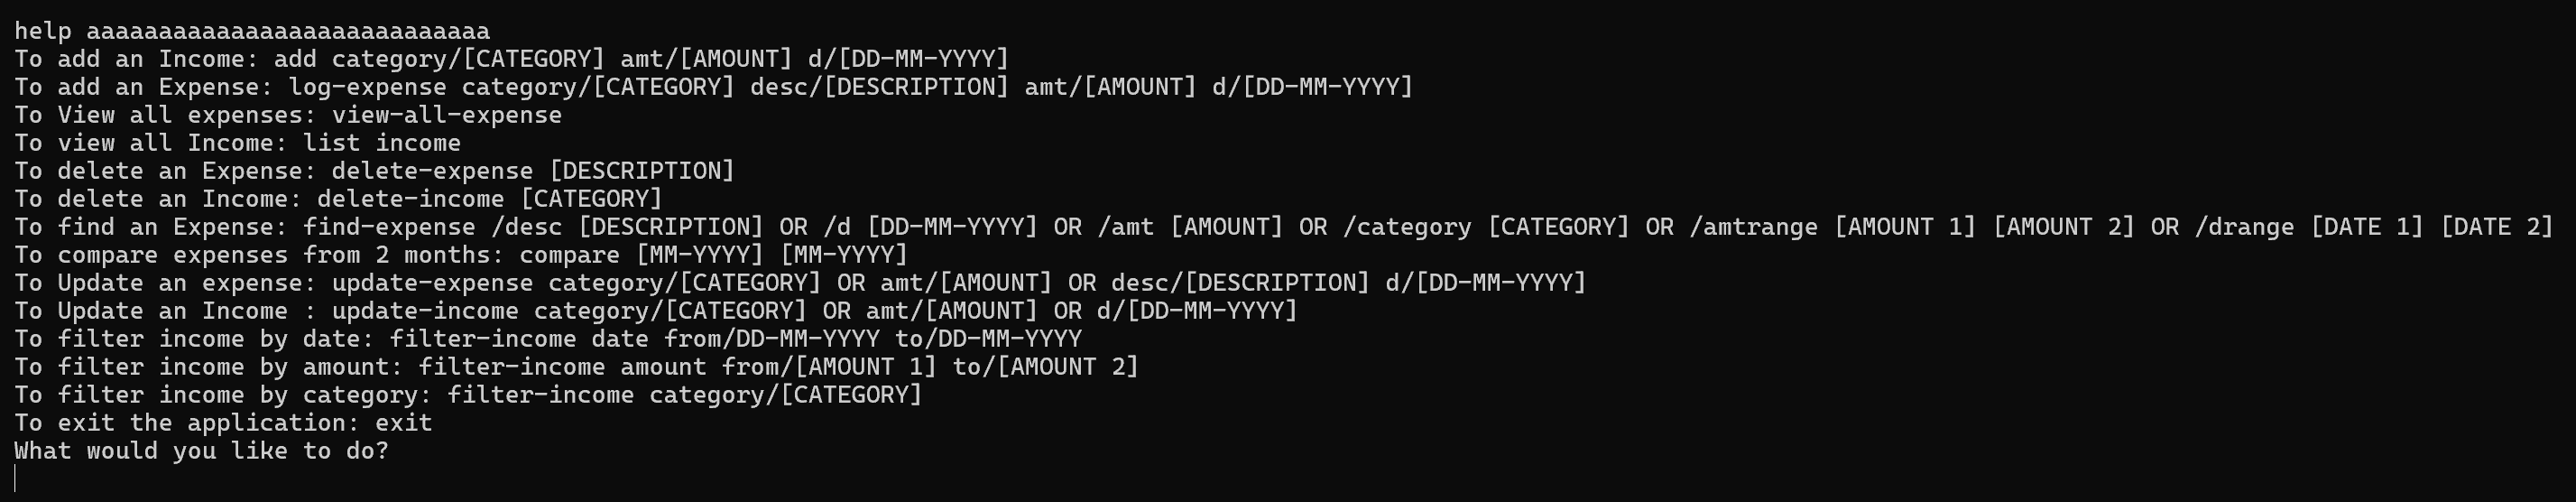 help aaaaaaaaaaaaaaaaaaaaaaaaaaaa
To add an Income: add category/[CATEGORY] amt/[AMOUNT] d/[DD-MM-YYYY]
To add an Expense: log-expense category/[CATEGORY] desc/[DESCRIPTION] amt/[AMOUNT] d/[DD-MM-YYYY]
To View all expenses: view-all-expense
To view all Income: list income
To delete an Expense: delete-expense [DESCRIPTION]
To delete an Income: delete-income [CATEGORY]
To find an Expense: find-expense /desc [DESCRIPTION] OR /d [DD-MM-YYYY] OR /amt [AMOUNT] OR /category [CATEGORY] OR /amtrange [AMOUNT 1] [AMOUNT 2] OR /drange [DATE 1] [DATE 2]
To compare expenses from 2 months: compare [MM-YYYY] [MM-YYYY]
To Update an expense: update-expense category/[CATEGORY] OR amt/[AMOUNT] OR desc/[DESCRIPTION] d/[DD-MM-YYYY]
To Update an Income : update-income category/[CATEGORY] OR amt/[AMOUNT] OR d/[DD-MM-YYYY]
To filter income by date: filter-income date from/DD-MM-YYYY to/DD-MM-YYYY
To filter income by amount: filter-income amount from/[AMOUNT 1] to/[AMOUNT 2]
To filter income by category: filter-income category/[CATEGORY]
To exit the application: exit
What would you like to do?